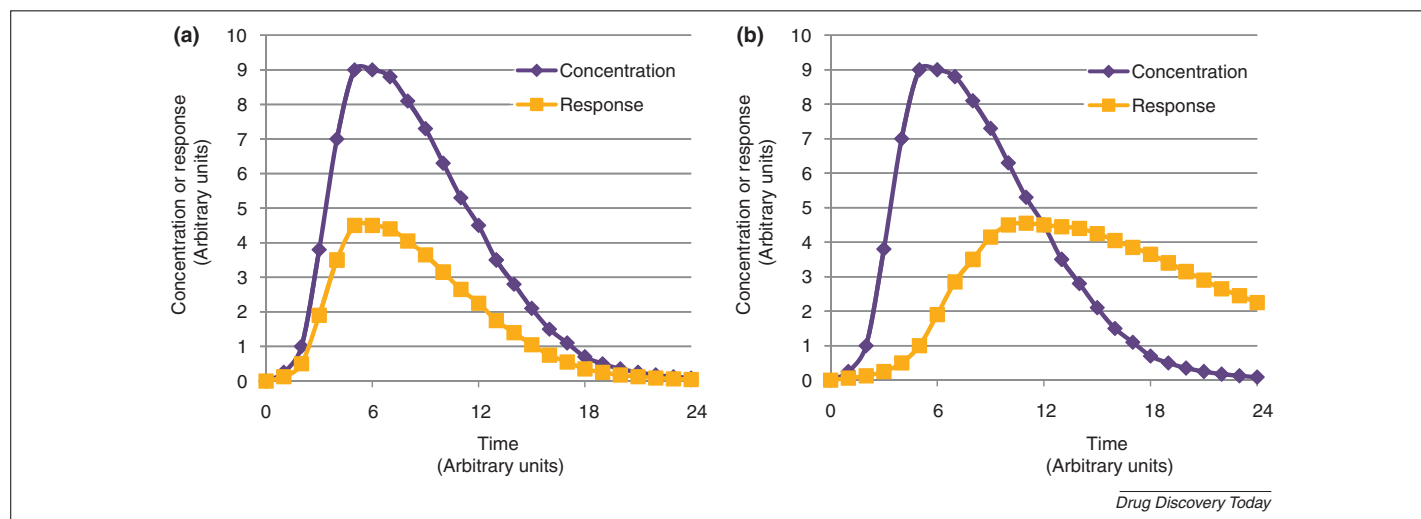 (a)
10
9
8
7
6
5
4
3
2
1
0
Concentration or response
(Arbitrary units)
Concentration
Response
0 6 12 18 24
Time
(Arbitrary units)
(b)
10
9
8
7
6
5
4
3
2
1
0
Concentration or response
(Arbitrary units)
Concentration
Response
0 6 12 18 24
Time
(Arbitrary units)
Drug Discovery Today